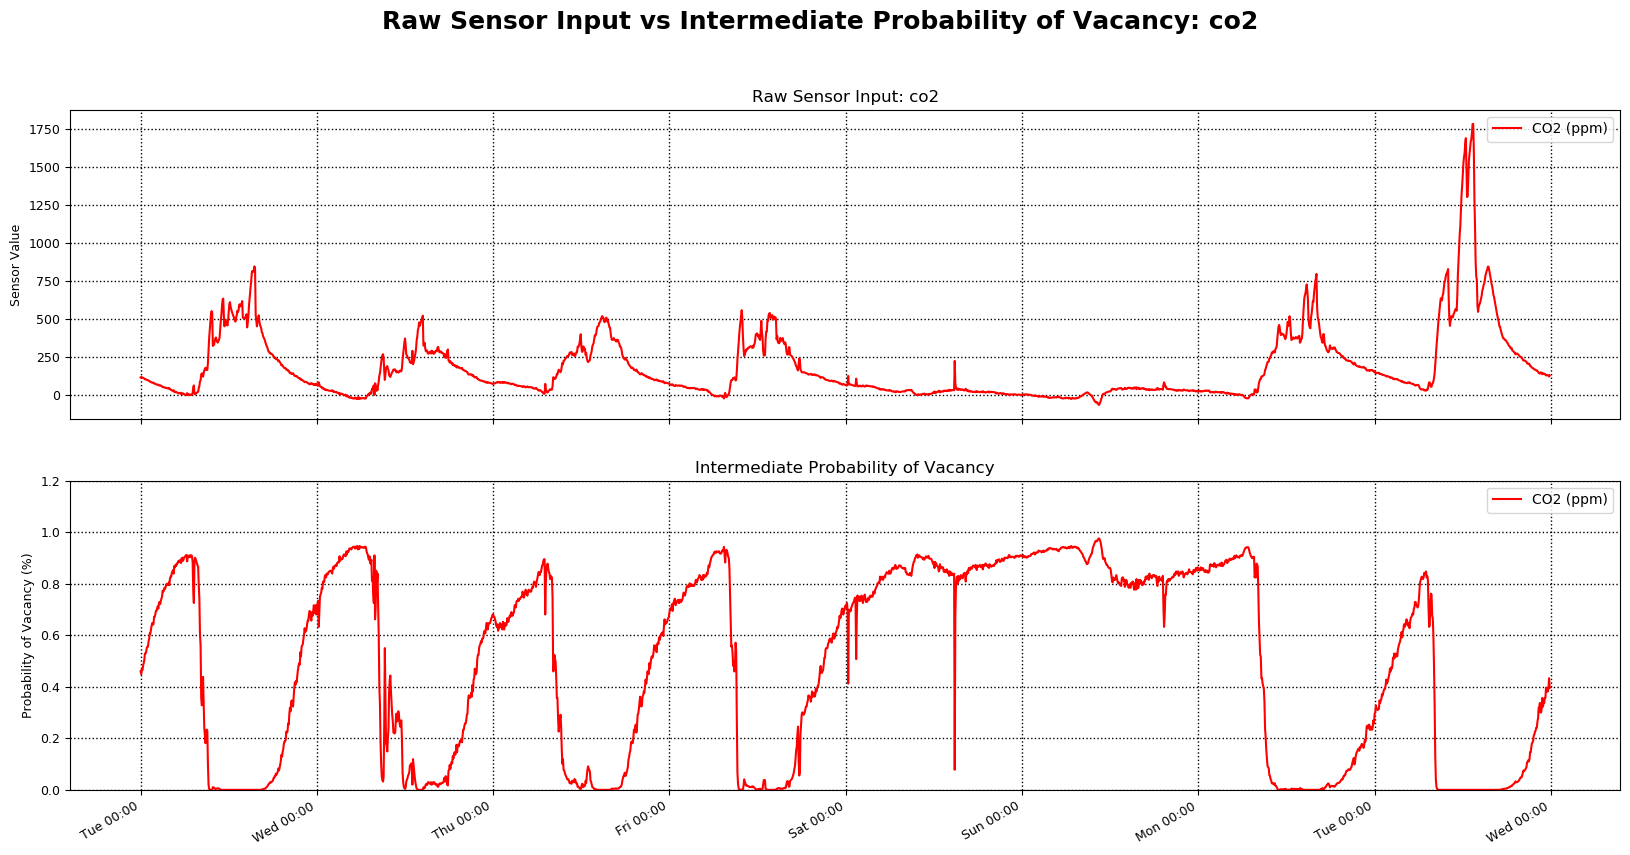 Raw Sensor Input vs Intermediate Probability of Vacancy: co2
Raw Sensor Input: co2
CO2 (ppm)
Sensor Value
1750
1500
1250
1000
750
500
250
0
Intermediate Probability of Vacancy
CO2 (ppm)
Probability of Vacancy (%)
1.2
1.0
0.8
0.6
0.4
0.2
0.0
Tue 00:00
Wed 00:00
Thu 00:00
Fri 00:00
Sat 00:00
Sun 00:00
Mon 00:00
Tue 00:00
Wed 00:00